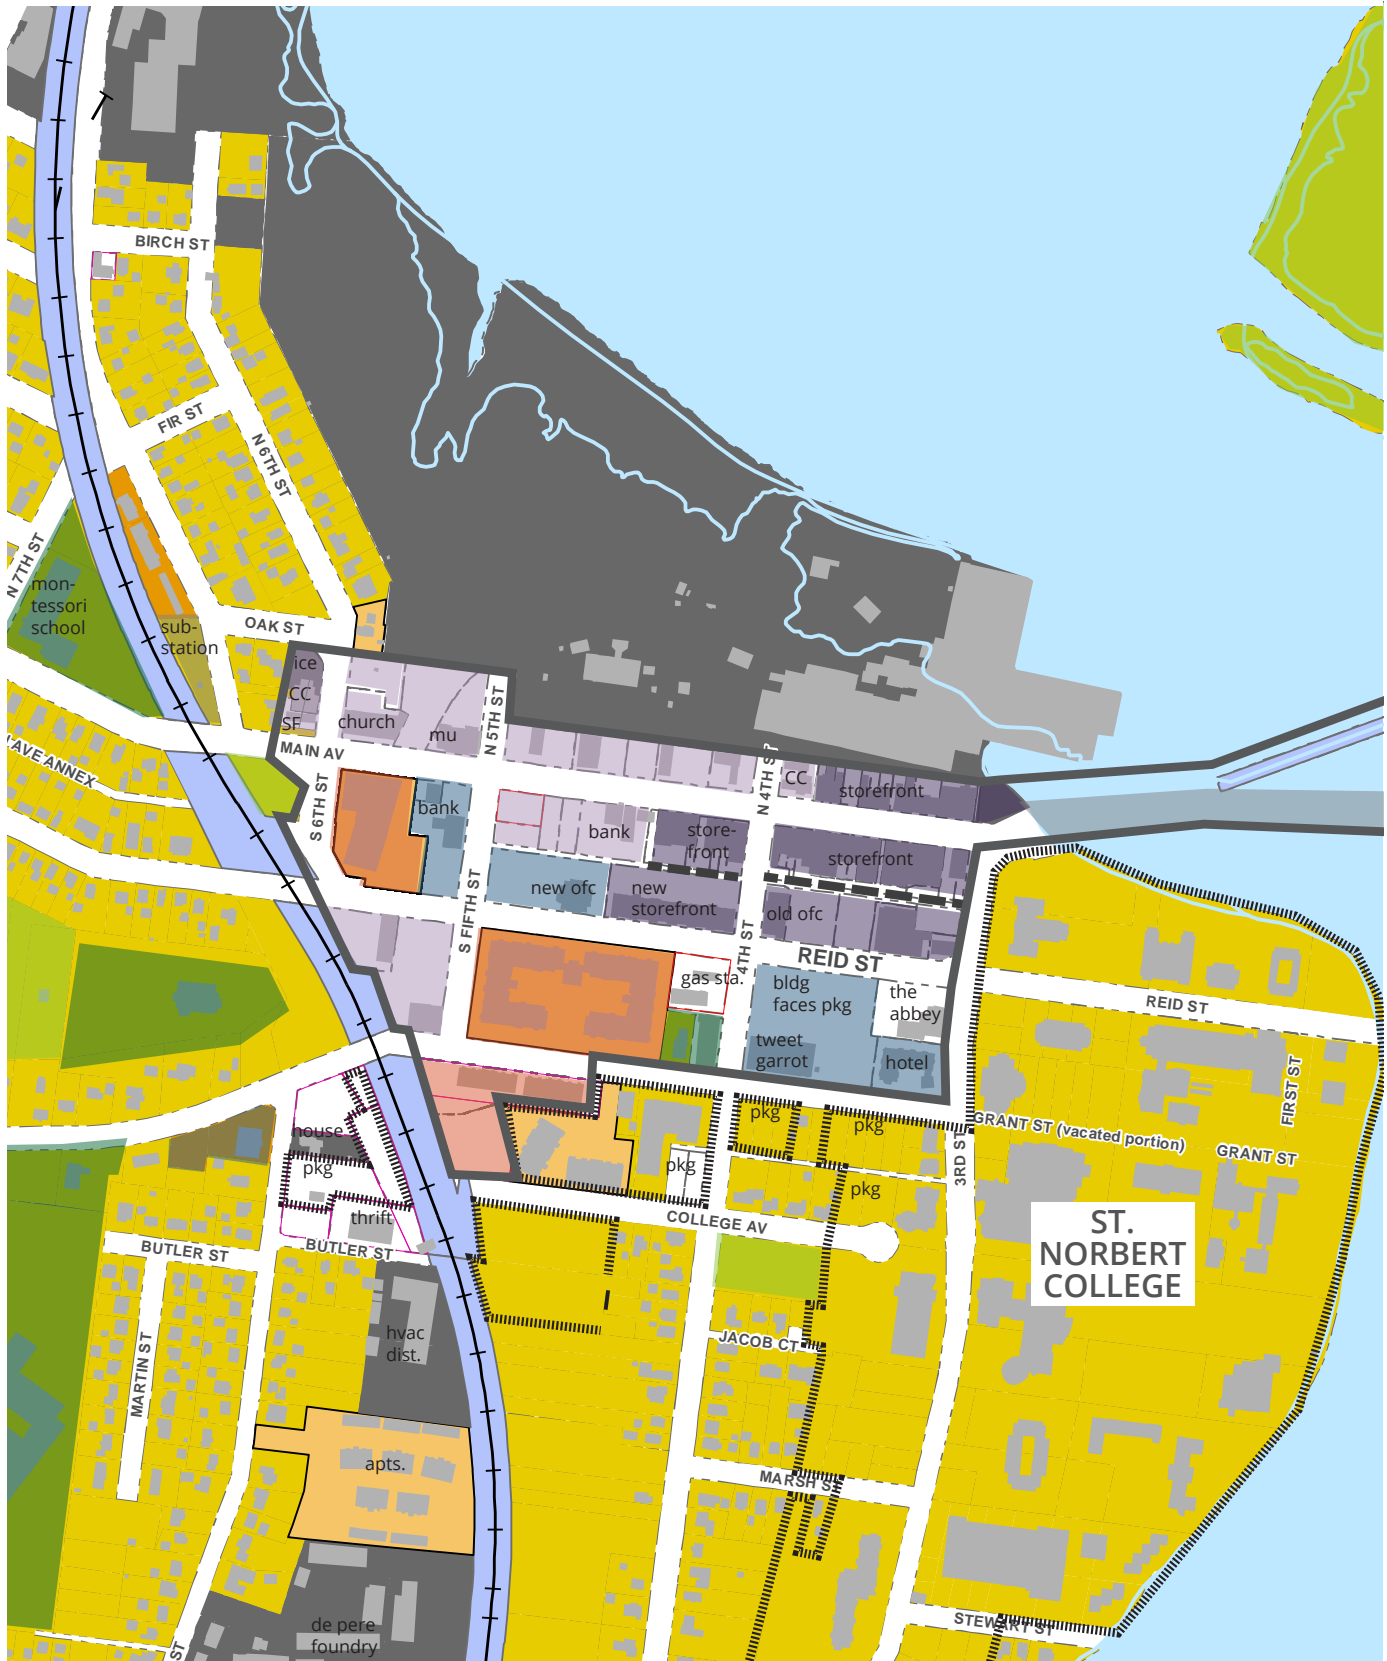 BIRCH ST
FIR ST
N 6TH ST
N 7TH ST
mon-
tessori
school
sub-
station
OAK ST
ice
CC
SF
church
mu
N 5TH ST
MAIN AV
AVE ANNEX
S 6TH ST
bank
bank
store-
front
N 4TH ST
CC
storefront
storefront
new ofc
new
storefront
old ofc
S FIFTH ST
4TH ST
REID ST
gas sta.
bldg
faces pkg
the
abbey
tweet
garrot
hotel
REID ST
FIRST ST
GRANT ST (vacated portion)
GRANT ST
3RD ST
house
pkg
thrift
pkg
pkg
pkg
pkg
COLLEGE AV
ST.
NORBERT
COLLEGE
BUTLER ST
BUTLER ST
MARTIN ST
hvac
dist.
JACOB CT
apts.
MARSH ST
de pere
foundry
STEWART ST
ST